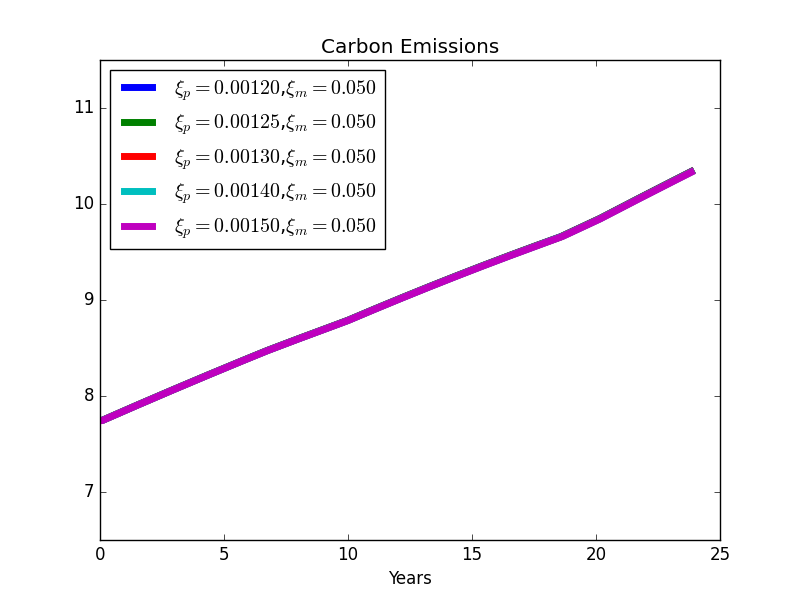 Carbon Emissions
ξp = 0.00120,ξm = 0.050
ξp = 0.00125,ξm = 0.050
ξp = 0.00130,ξm = 0.050
ξp = 0.00140,ξm = 0.050
ξp = 0.00150,ξm = 0.050
11
10
9
8
7
0 5 10 15 20 25
Years